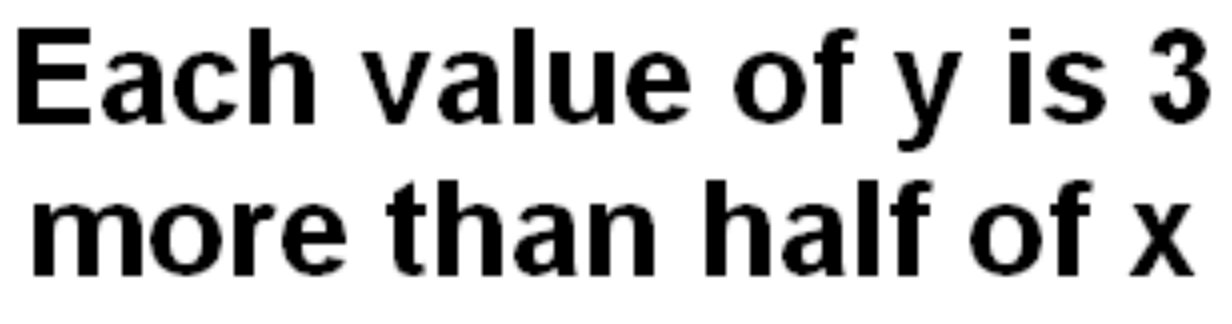 Each value of y is 3
more than half of x